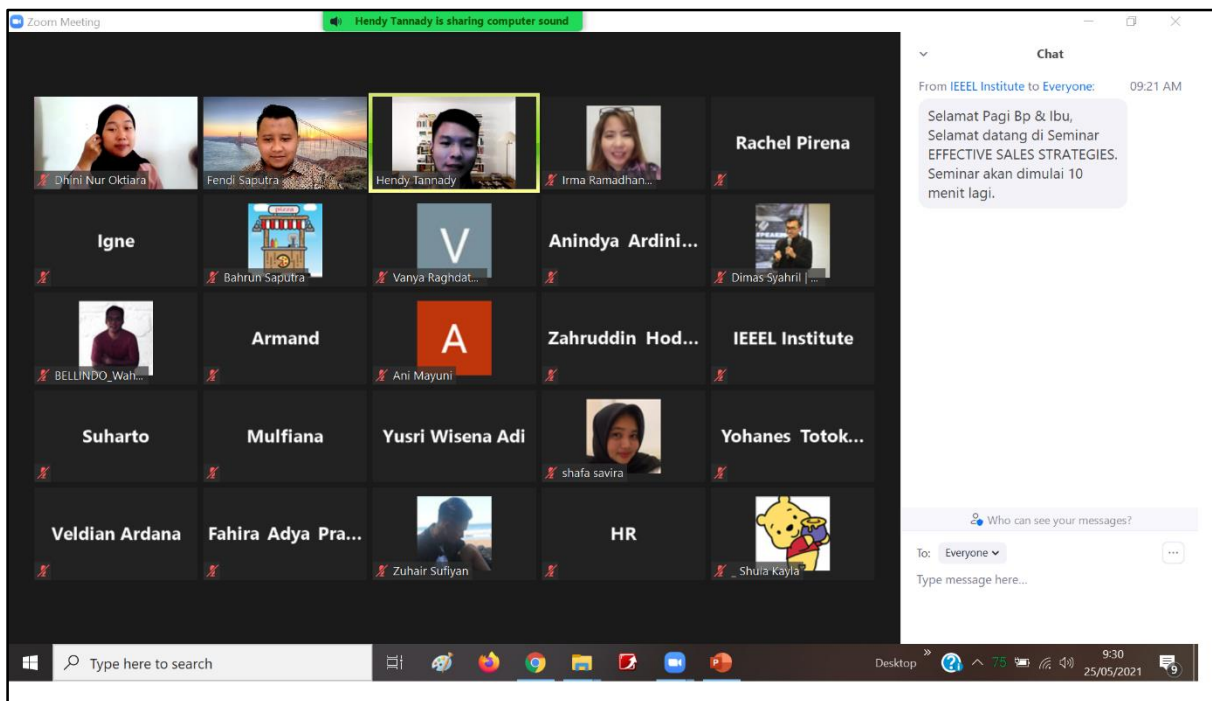 Zoom Meeting
Hendy Tannady is sharing computer sound
Dhini Nur Oktiara
Fendi Saputra
Hendy Tannady
Irma Ramadhan...
Rachel Pirena
Igne
Bahrun Saputra
V
Vanya Raghdat...
Anindya Ardini...
Dimas Syahril | ...
BELLINDO_Wah...
Armand
A
Ani Mayuni
Zahruddin Hod...
IEEEL Institute
Suharto
Mulfiana
Yusri Wisena Adi
shafa savira
Yohanes Totok...
Veldian Ardana
Fahira Adya Pra...
Zuhair Sufiyan
HR
_ Shula Kayla
Chat
From IEEEL Institute to Everyone: 09:21 AM
Selamat Pagi Bp & Ibu,
Selamat datang di Seminar
EFFECTIVE SALES STRATEGIES.
Seminar akan dimulai 10
menit lagi.
Who can see your messages?
To: Everyone
Type message here...
Type here to search
Desktop
75
9:30
25/05/2021
9